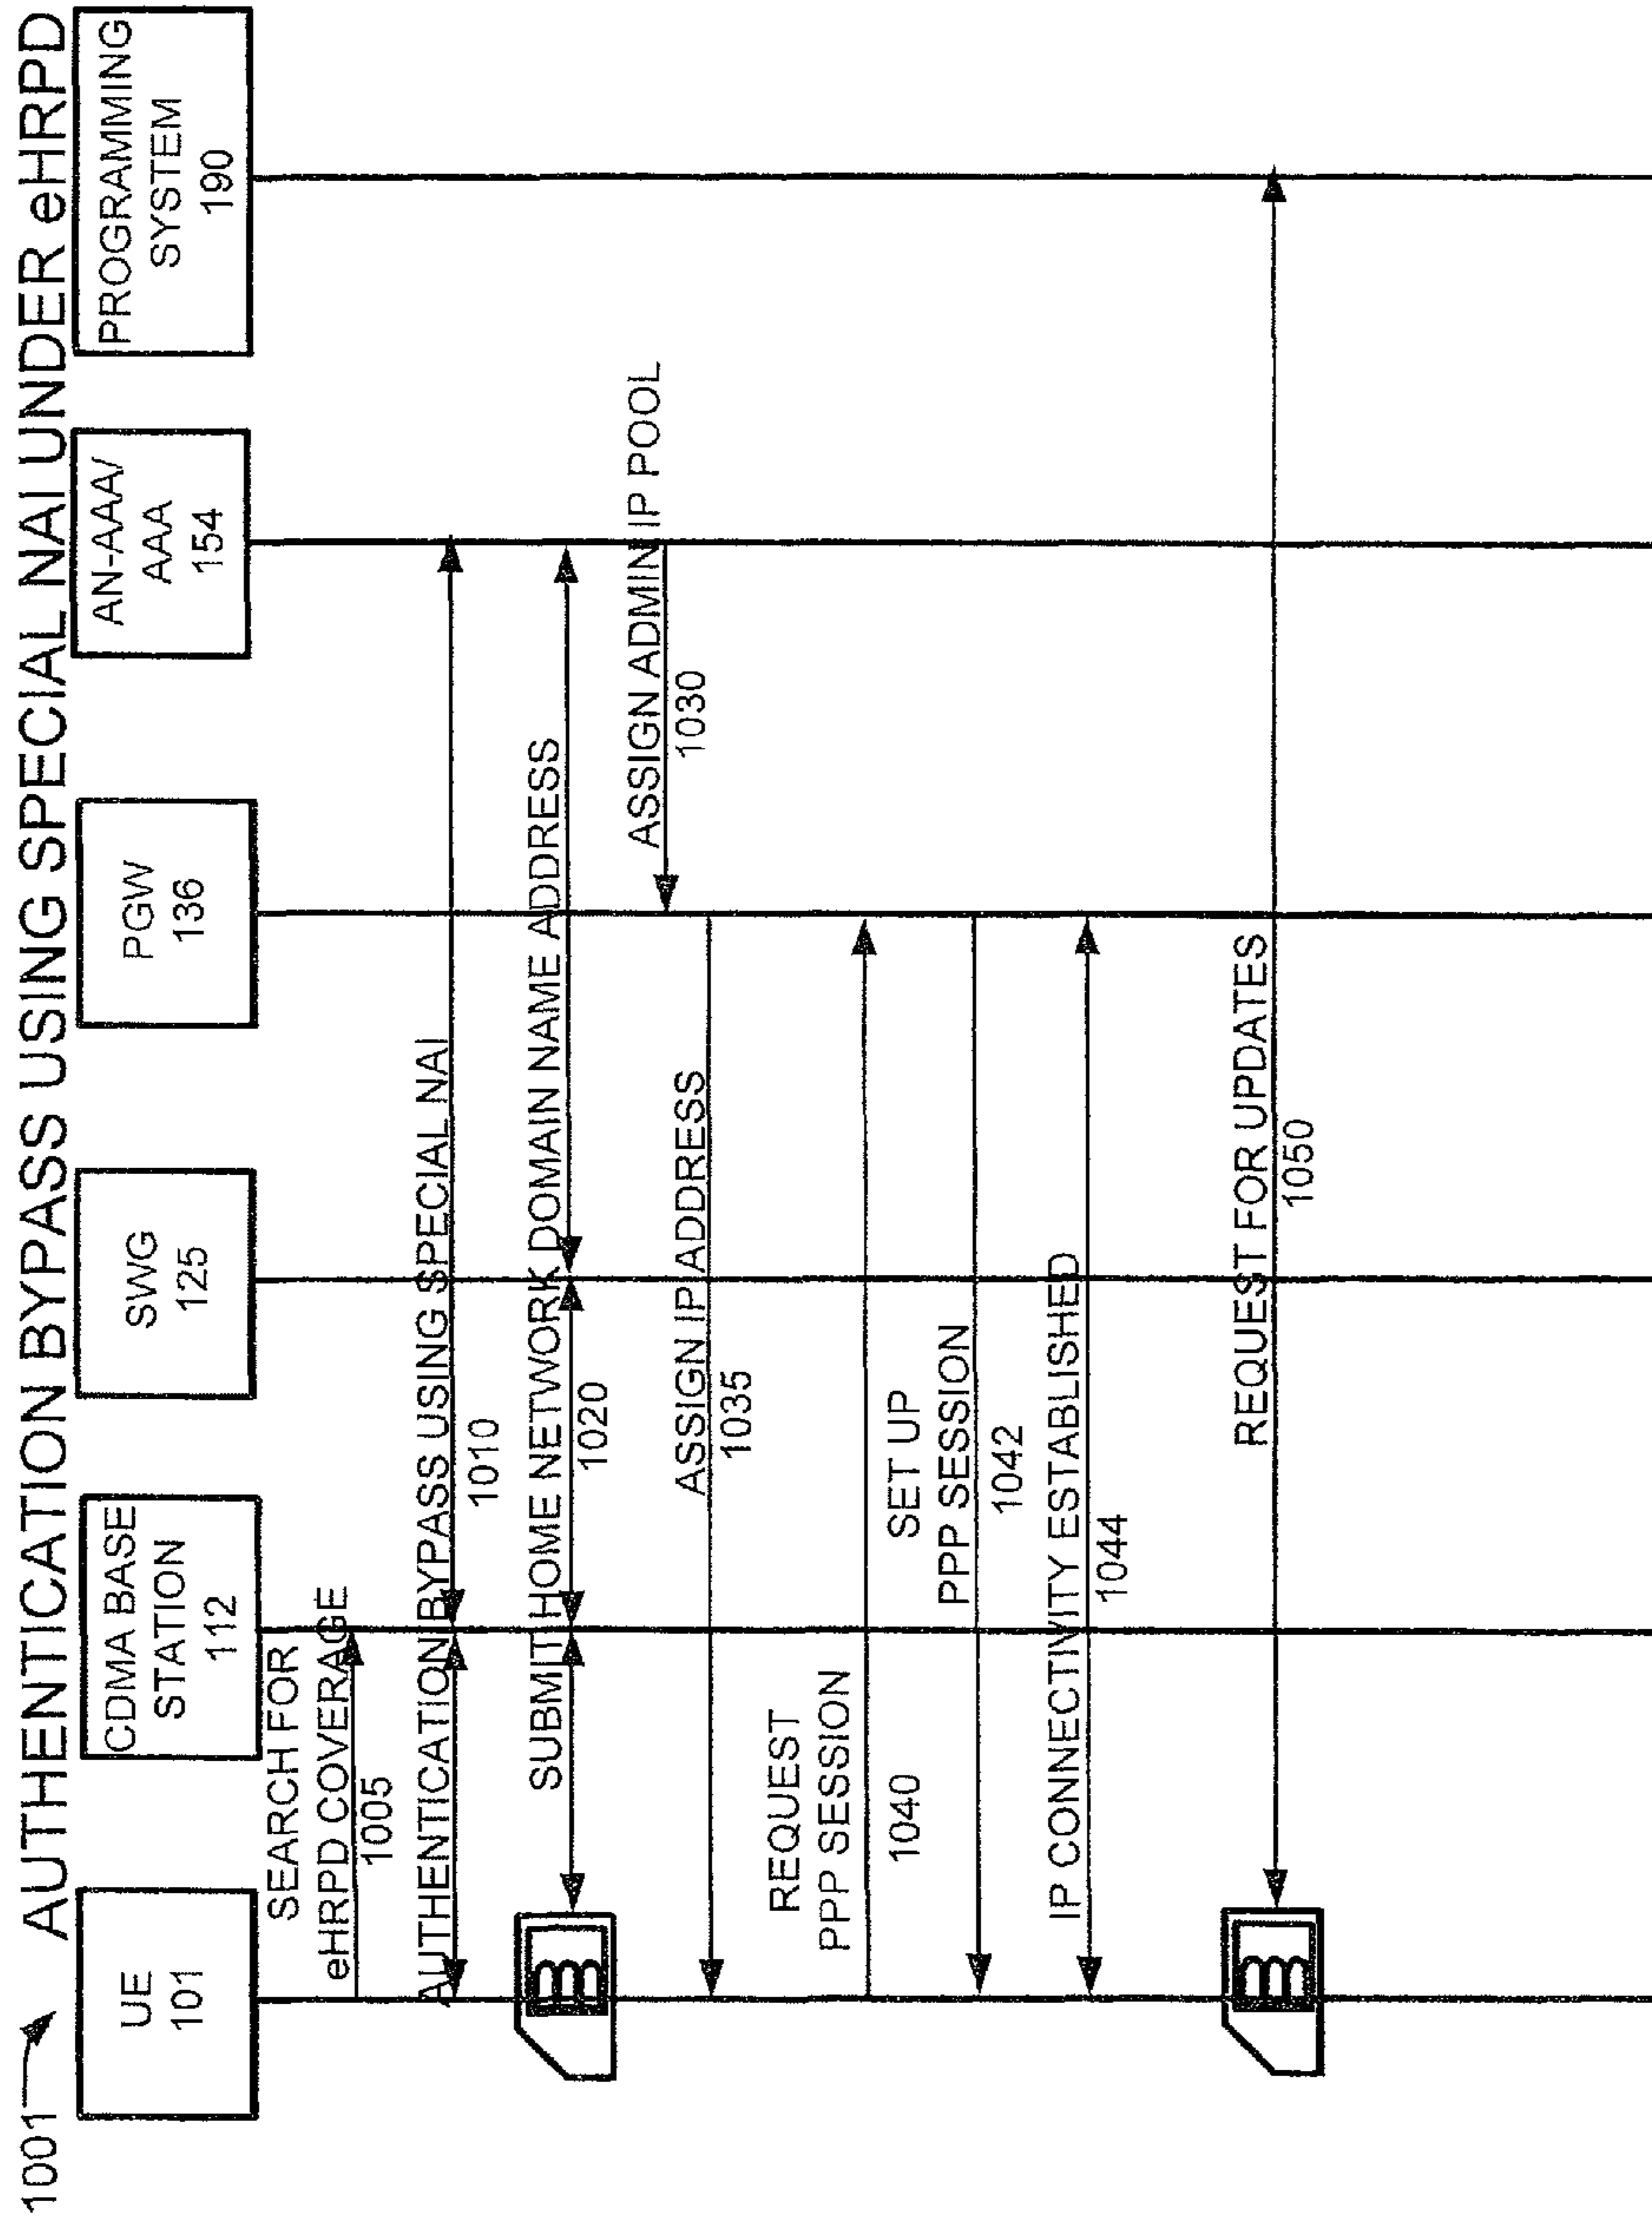 1001
AUTHENTICATION BYPASS USING SPECIAL NAI UNDER eHRPD
UE
101
CDMA BASE
STATION
112
SWG
125
PGW
136
AN-AAA/
AAA
154
PROGRAMMING
SYSTEM
190
SEARCH FOR
eHRPD COVERAGE
1005
AUTHENTICATION BYPASS USING SPECIAL NAI
1010
SUBMIT HOME NETWORK DOMAIN NAME ADDRESS
1020
ASSIGN ADMIN IP POOL
1030
ASSIGN IP ADDRESS
1035
REQUEST
PPP SESSION
1040
SET UP
PPP SESSION
1042
IP CONNECTIVITY ESTABLISHED
1044
REQUEST FOR UPDATES
1050